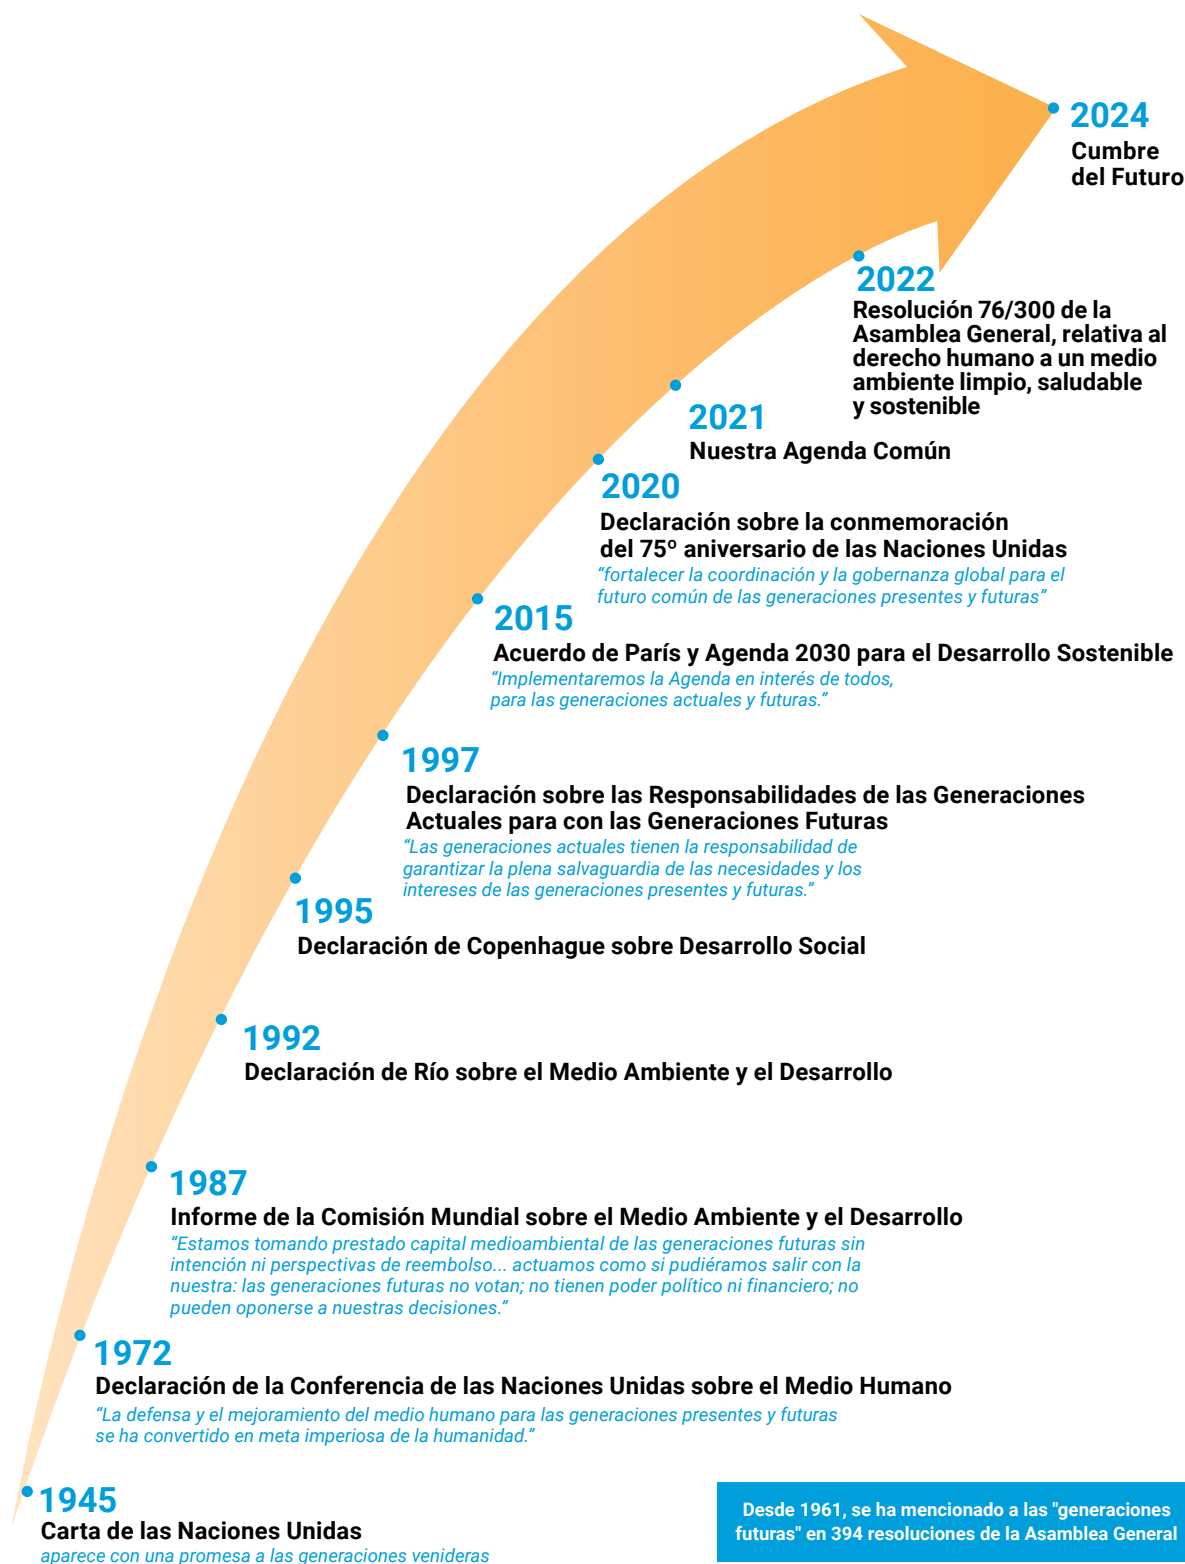 2024
Cumbre
del Futuro
2022
Resolución 76/300 de la
Asamblea General, relativa al
derecho humano a un medio
ambiente limpio, saludable
y sostenible
2021
Nuestra Agenda Común
2020
Declaración sobre la conmemoración
del 75º aniversario de las Naciones Unidas
“fortalecer la coordinación y la gobernanza global para el
futuro común de las generaciones presentes y futuras”
2015
Acuerdo de París y Agenda 2030 para el Desarrollo Sostenible
“Implementaremos la Agenda en interés de todos,
para las generaciones actuales y futuras.”
1997
Declaración sobre las Responsabilidades de las Generaciones
Actuales para con las Generaciones Futuras
“Las generaciones actuales tienen la responsabilidad de
garantizar la plena salvaguardia de las necesidades y los
intereses de las generaciones presentes y futuras.”
1995
Declaración de Copenhague sobre Desarrollo Social
1992
Declaración de Río sobre el Medio Ambiente y el Desarrollo
1987
Informe de la Comisión Mundial sobre el Medio Ambiente y el Desarrollo
“Estamos tomando prestado capital medioambiental de las generaciones futuras sin
intención ni perspectivas de reembolso... actuamos como si pudiéramos salir con la
nuestra: las generaciones futuras no votan; no tienen poder político ni financiero; no
pueden oponerse a nuestras decisiones.”
1972
Declaración de la Conferencia de las Naciones Unidas sobre el Medio Humano
“La defensa y el mejoramiento del medio humano para las generaciones presentes y futuras
se ha convertido en meta imperiosa de la humanidad.”
1945
Carta de las Naciones Unidas
aparece con una promesa a las generaciones venideras
Desde 1961, se ha mencionado a las "generaciones
futuras" en 394 resoluciones de la Asamblea General